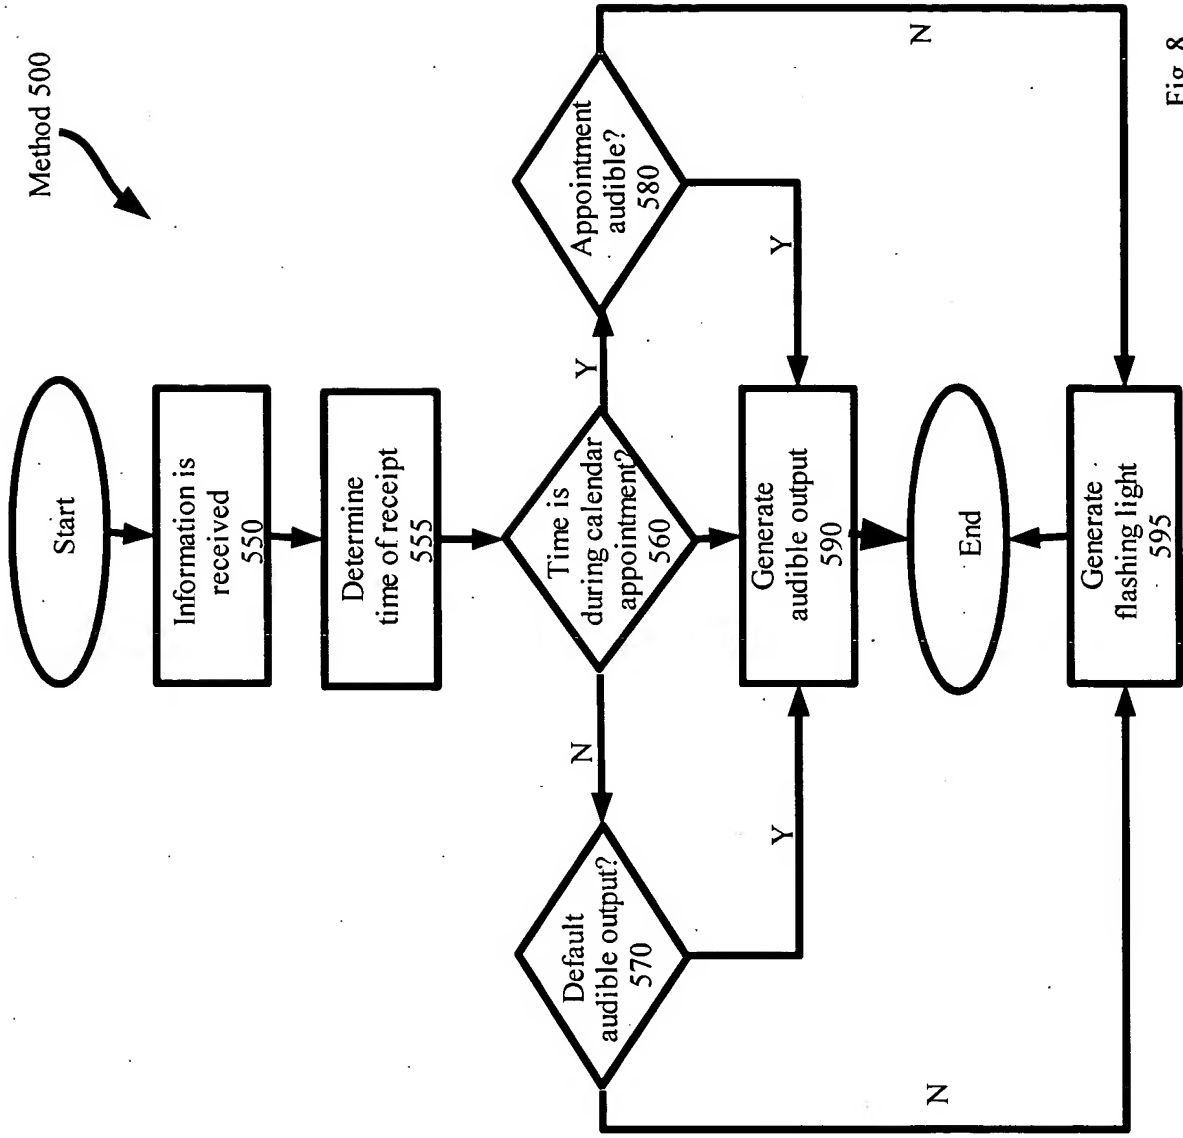 Method 500
Start
Information is
received
550
Determine
time of receipt
555
Time is
during calendar
appointment?
560
N
Y
Default
audible output?
570
Appointment
audible?
580
Y
Y
Generate
audible output
590
N
N
End
Generate
flashing light
595
Fig 8